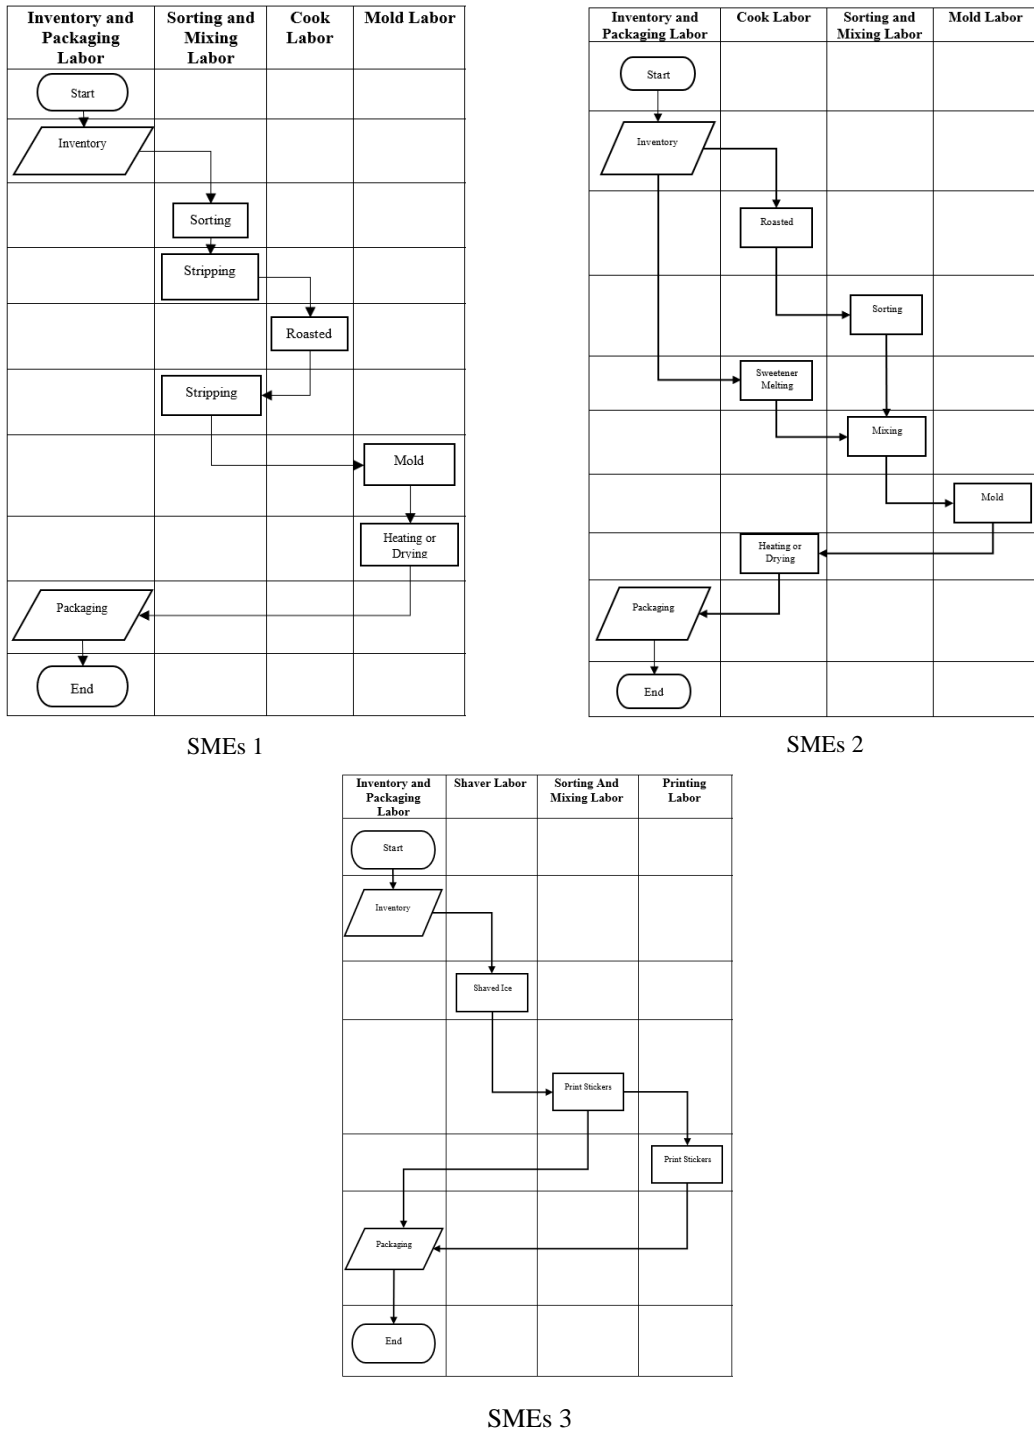 Inventory and
Packaging
Labor
Sorting and
Mixing
Labor
Cook
Labor
Mold Labor
Start
Inventory
Sorting
Stripping
Roasted
Stripping
Mold
Heating or
Drying
Packaging
End
SMEs 1
Inventory and
Packaging Labor
Cook Labor
Sorting and
Mixing Labor
Mold Labor
Start
Inventory
Roasted
Sorting
Sweetener
Melting
Mixing
Mold
Heating or
Drying
Packaging
End
SMEs 2
Inventory and
Packaging
Labor
Shaver Labor
Sorting And
Mixing Labor
Printing
Labor
Start
Inventory
Shaved Ice
Print Stickers
Print Stickers
Packaging
End
SMEs 3